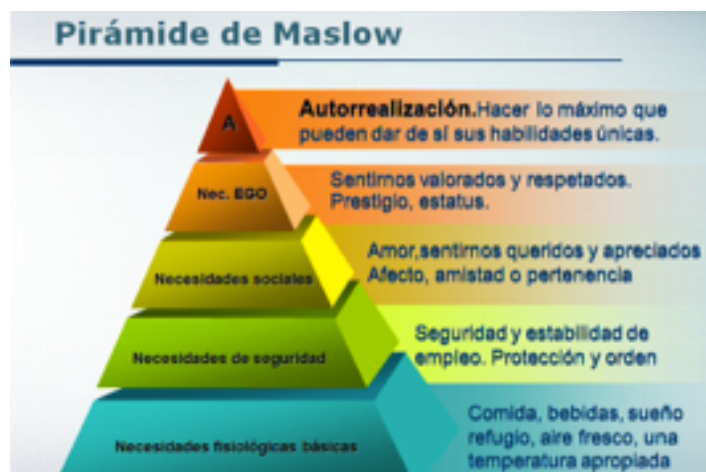 Pirámide de Maslow
A
Autorrealización.Hacer lo máximo que
pueden dar de sí sus habilidades únicas.
Nec. EGO
Sentirnos valorados y respetados.
Prestigio, estatus.
Necesidades sociales
Amor,sentirnos queridos y apreciados
Afecto, amistad o pertenencia
Necesidades de seguridad
Seguridad y estabilidad de
empleo. Protección y orden
Necesidades fisiológicas básicas
Comida, bebidas, sueño
refugio, aire fresco, una
temperatura apropiada